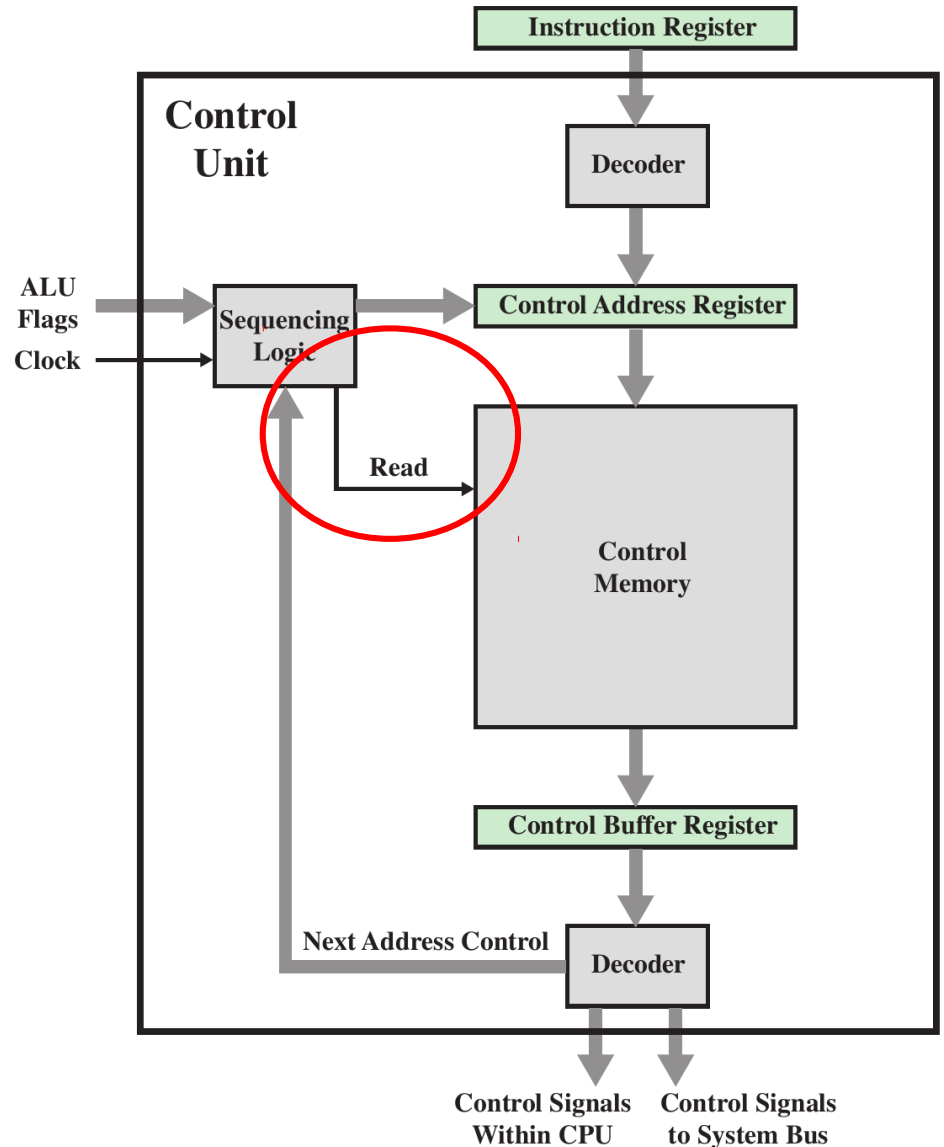 Instruction Register
Control
Unit
Decoder
ALU
Flags
Clock
Sequencing
Logic
Control Address Register
Read
Control
Memory
Control Buffer Register
Next Address Control
Decoder
Control Signals
Within CPU
Control Signals
to System Bus